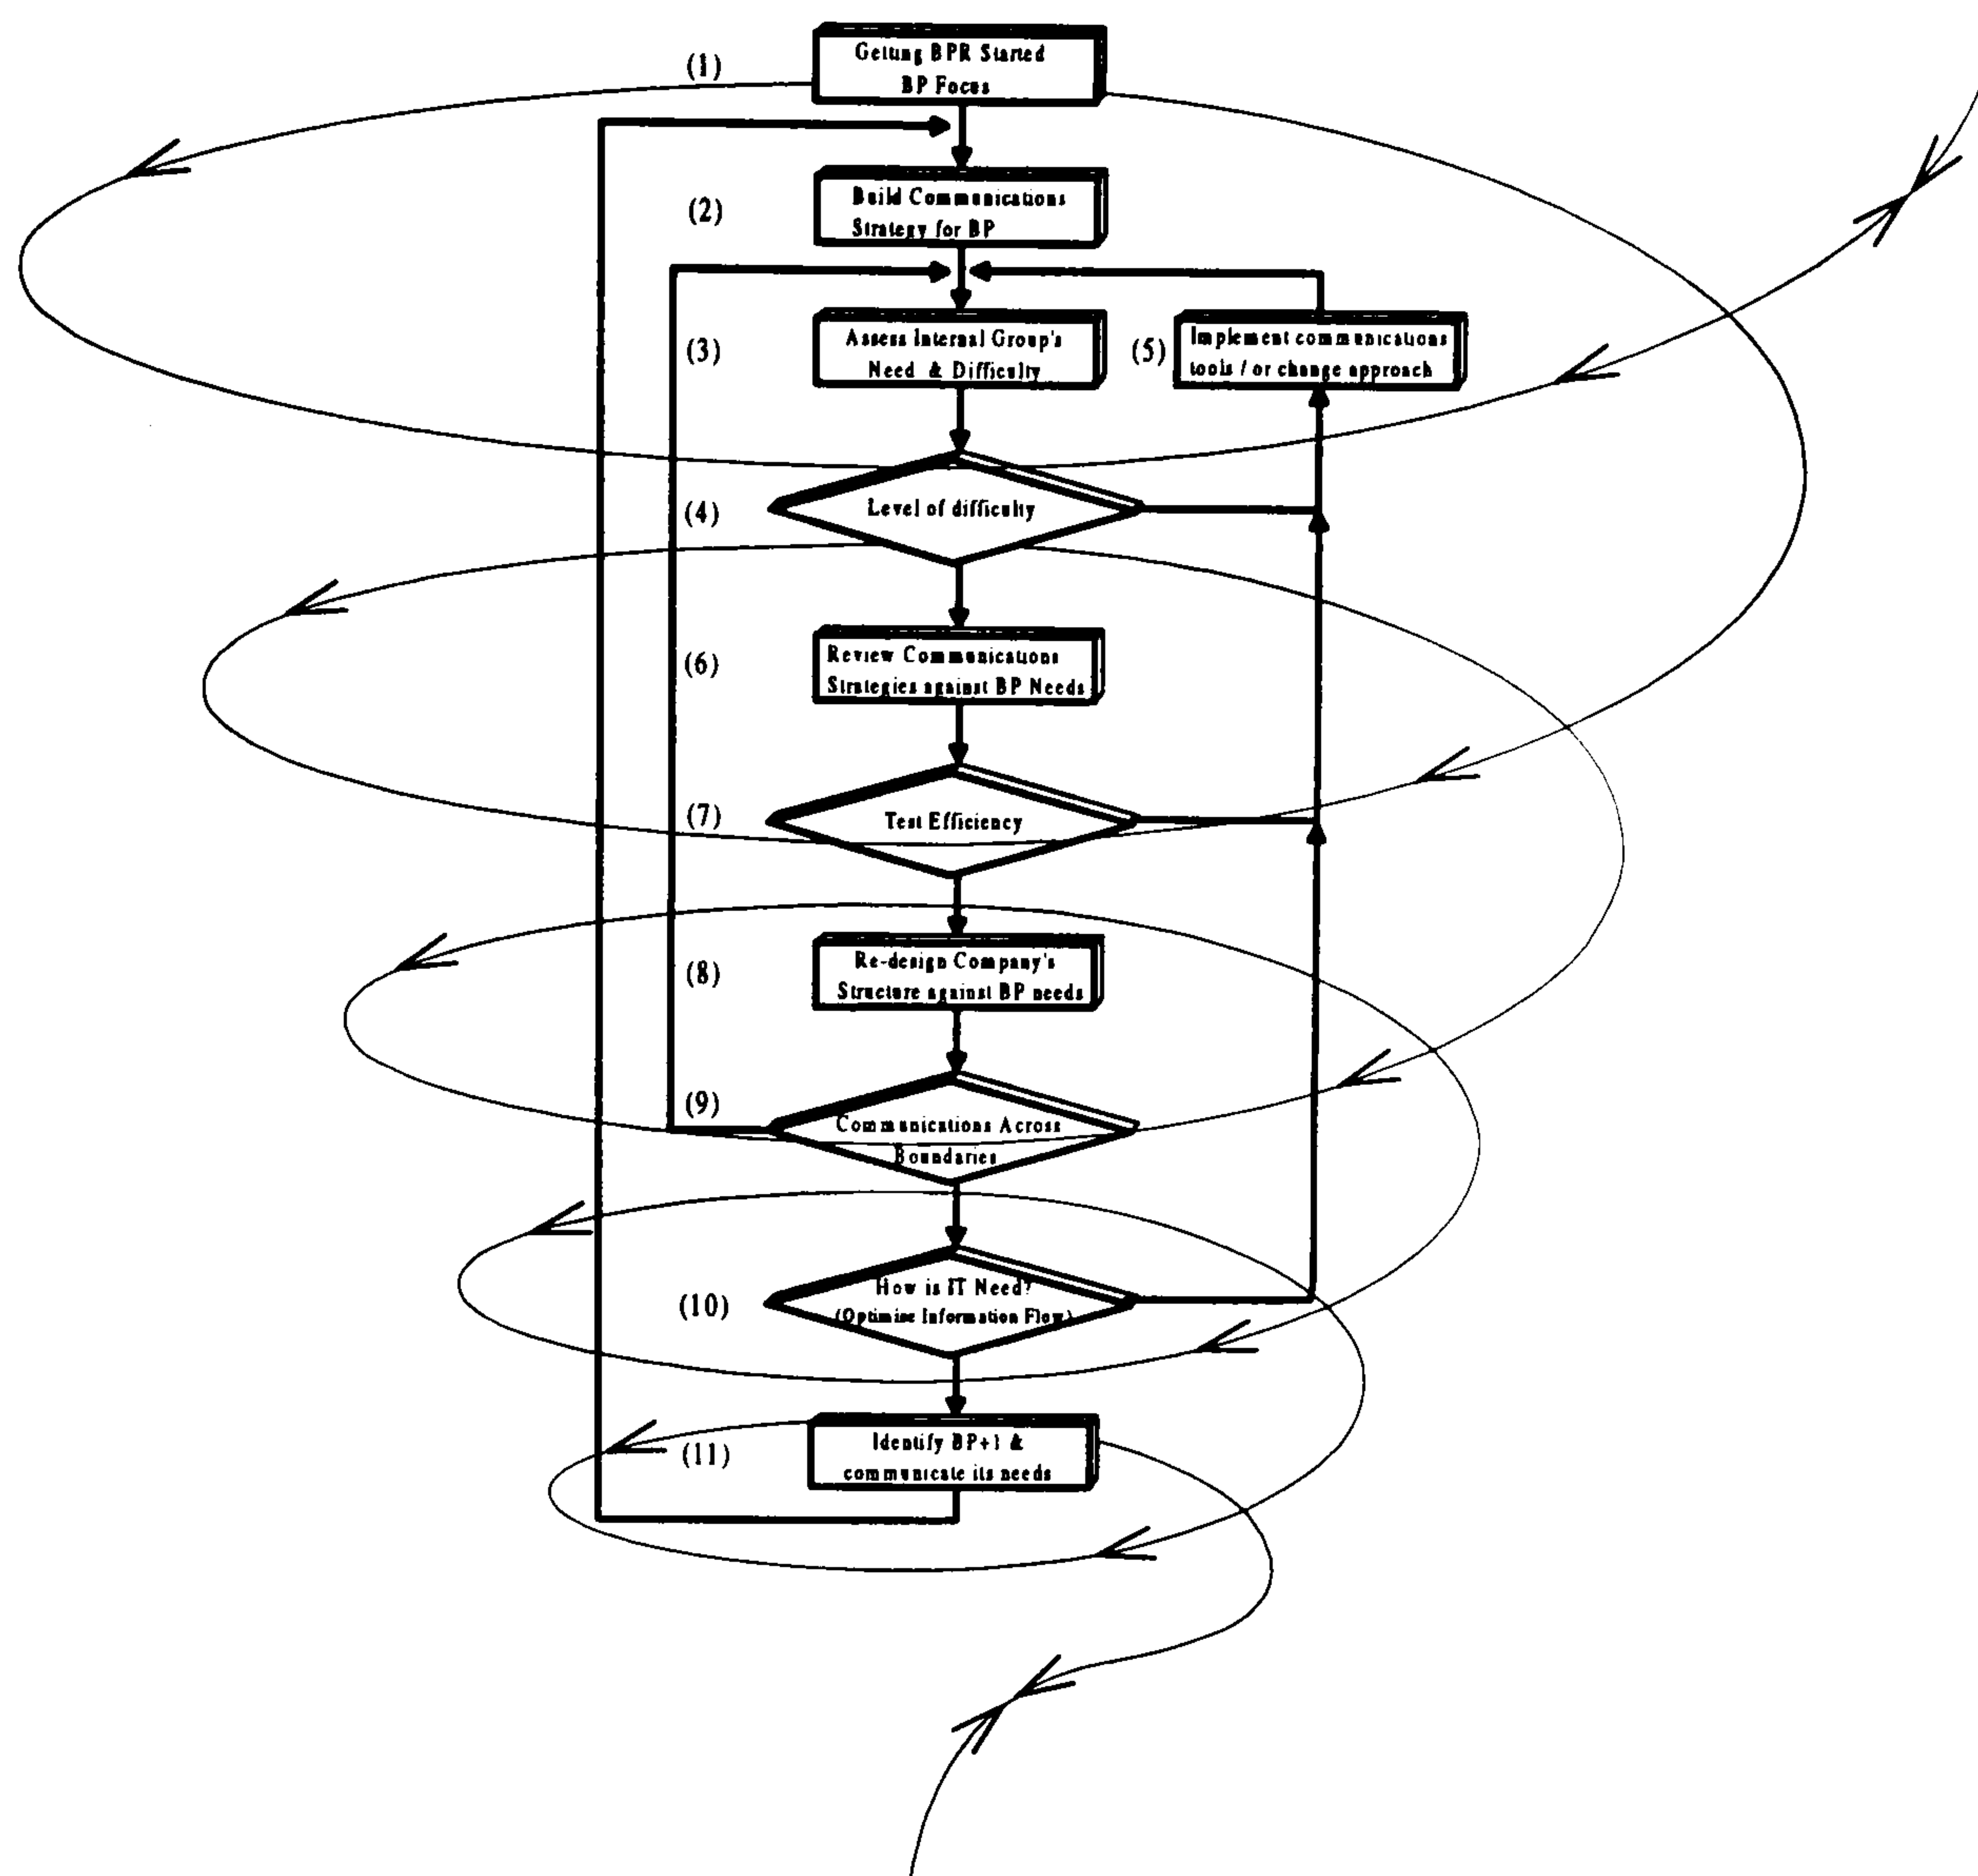 (1)
Getting BPR Started
BP Focus
(2)
Build Communications
Strategy for BP
(3)
Assess Internal Group's
Need & Difficulty
(5)
Implement communications
tools / or change approach
(4)
Level of difficulty
(6)
Review Communications
Strategies against BP Needs
(7)
Test Efficiency
(8)
Re-design Company's
Structure against BP needs
(9)
Communications Across
Boundaries
(10)
How is IT Need?
(Optimise Information Flow)
(11)
Identify BP+1 &
communicate its needs